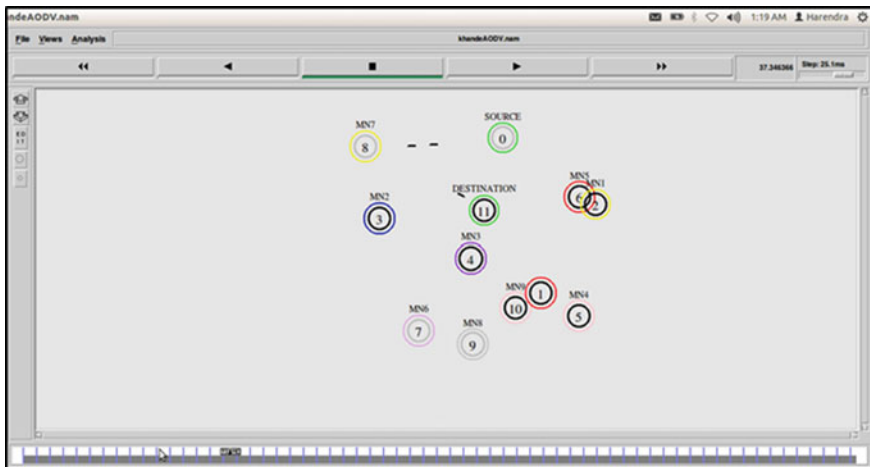 andeAODV.nam
1:19 AM Harendra
File Views Analysis
khandeAODV.nam
37.346366 Step: 25.1ms
SOURCE
0
MN7
8
MN5
6
MN1
2
DESTINATION
11
MN2
3
MN3
4
MN9
10
1
MN4
5
MN6
7
MN8
9